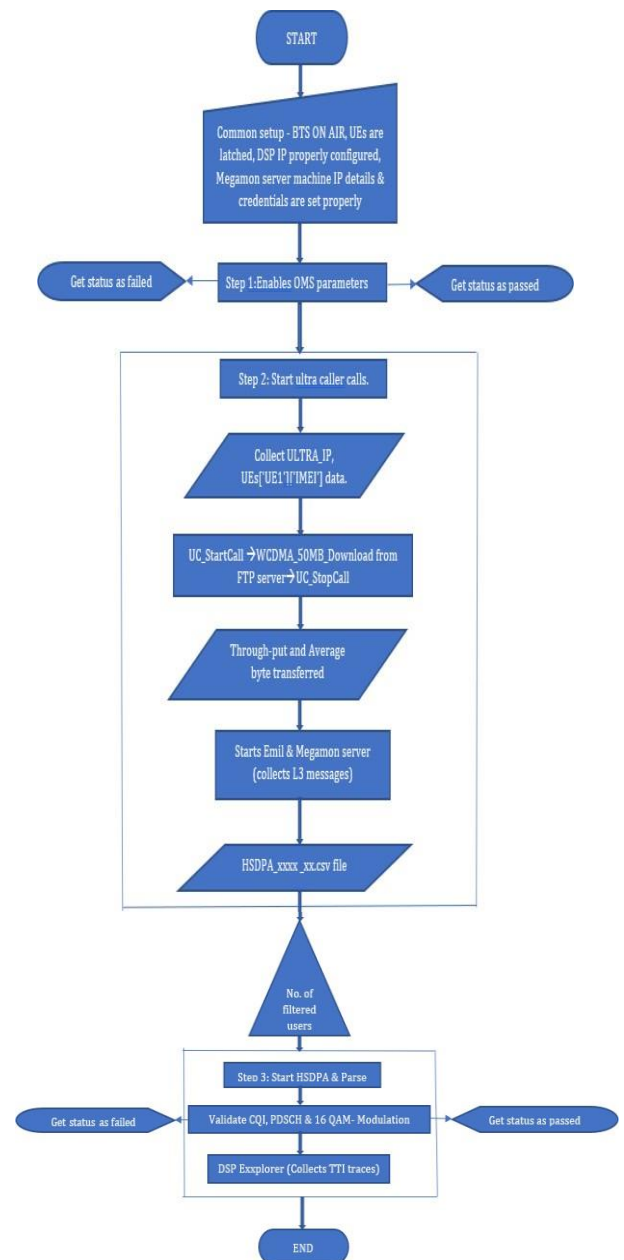 START
Common setup - BTS ON AIR, UEs are
latched, DSP IP properly configured,
Megamon server machine IP details &
credentials are set properly
Get status as failed
Step 1:Enables OMS parameters
Get status as passed
Step 2: Start ultra caller calls.
Collect ULTRA_IP,
UEs['UE1']['IMEI'] data.
UC_StartCall →WCDMA_50MB_Download from
FTP server→UC_StopCall
Through-put and Average
byte transferred
Starts Emil & Megamon server
(collects L3 messages)
HSDPA_xxxx _xx.csv file
No. of
filtered
users
Step 3: Start HSDPA & Parse
Get status as failed
Validate CQI, PDSCH & 16 QAM- Modulation
Get status as passed
DSP Exxplorer (Collects TTI traces)
END